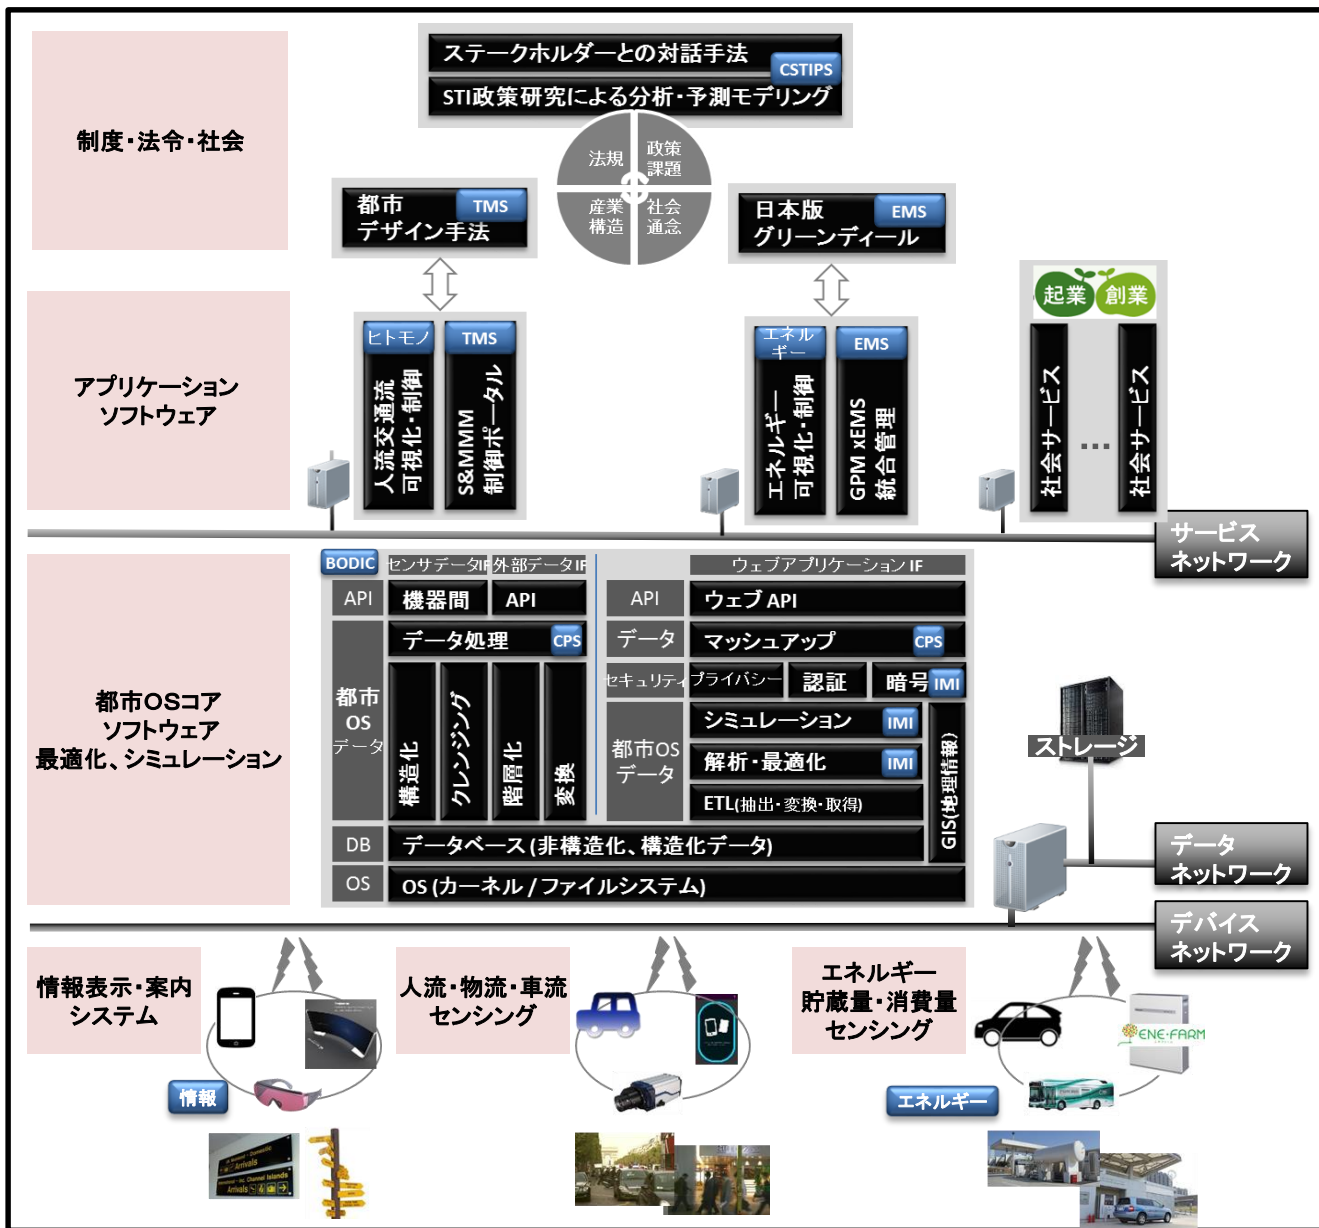 制度・法令・社会
ステークホルダーとの対話手法
CSTIPS
STI政策研究による分析・予測モデリング
法規
政策
課題
産業
構造
社会
通念
S
都市
デザイン手法
TMS
日本版
グリーンディール
EMS
アプリケーション
ソフトウェア
ヒトモノ
人流交通流
可視化・制御
TMS
S&MMM
制御ポータル
エネル
ギー
エネルギー
可視化・制御
EMS
GPM xEMS
統合管理
起業
創業
社会サービス
…
社会サービス
サービス
ネットワーク
都市OSコア
ソフトウェア
最適化、シミュレーション
BODIC
センサデータIF
外部データIF
ウェブアプリケーション IF
API
機器間
API
API
ウェブ API
都市
OS
データ
データ処理
CPS
データ
マッシュアップ
CPS
セキュリティ
プライバシー
認証
暗号
IMI
構造化
クレンジング
階層化
変換
都市OS
データ
シミュレーション
IMI
解析・最適化
IMI
ETL(抽出・変換・取得)
GIS(地理情報)
DB
データベース (非構造化、構造化データ)
OS
OS (カーネル / ファイルシステム)
ストレージ
データ
ネットワーク
デバイス
ネットワーク
情報表示・案内
システム
人流・物流・車流
センシング
エネルギー
貯蔵量・消費量
センシング
ENE・FARM
情報
エネルギー
Arrivals
Channel Islands
Arrivals